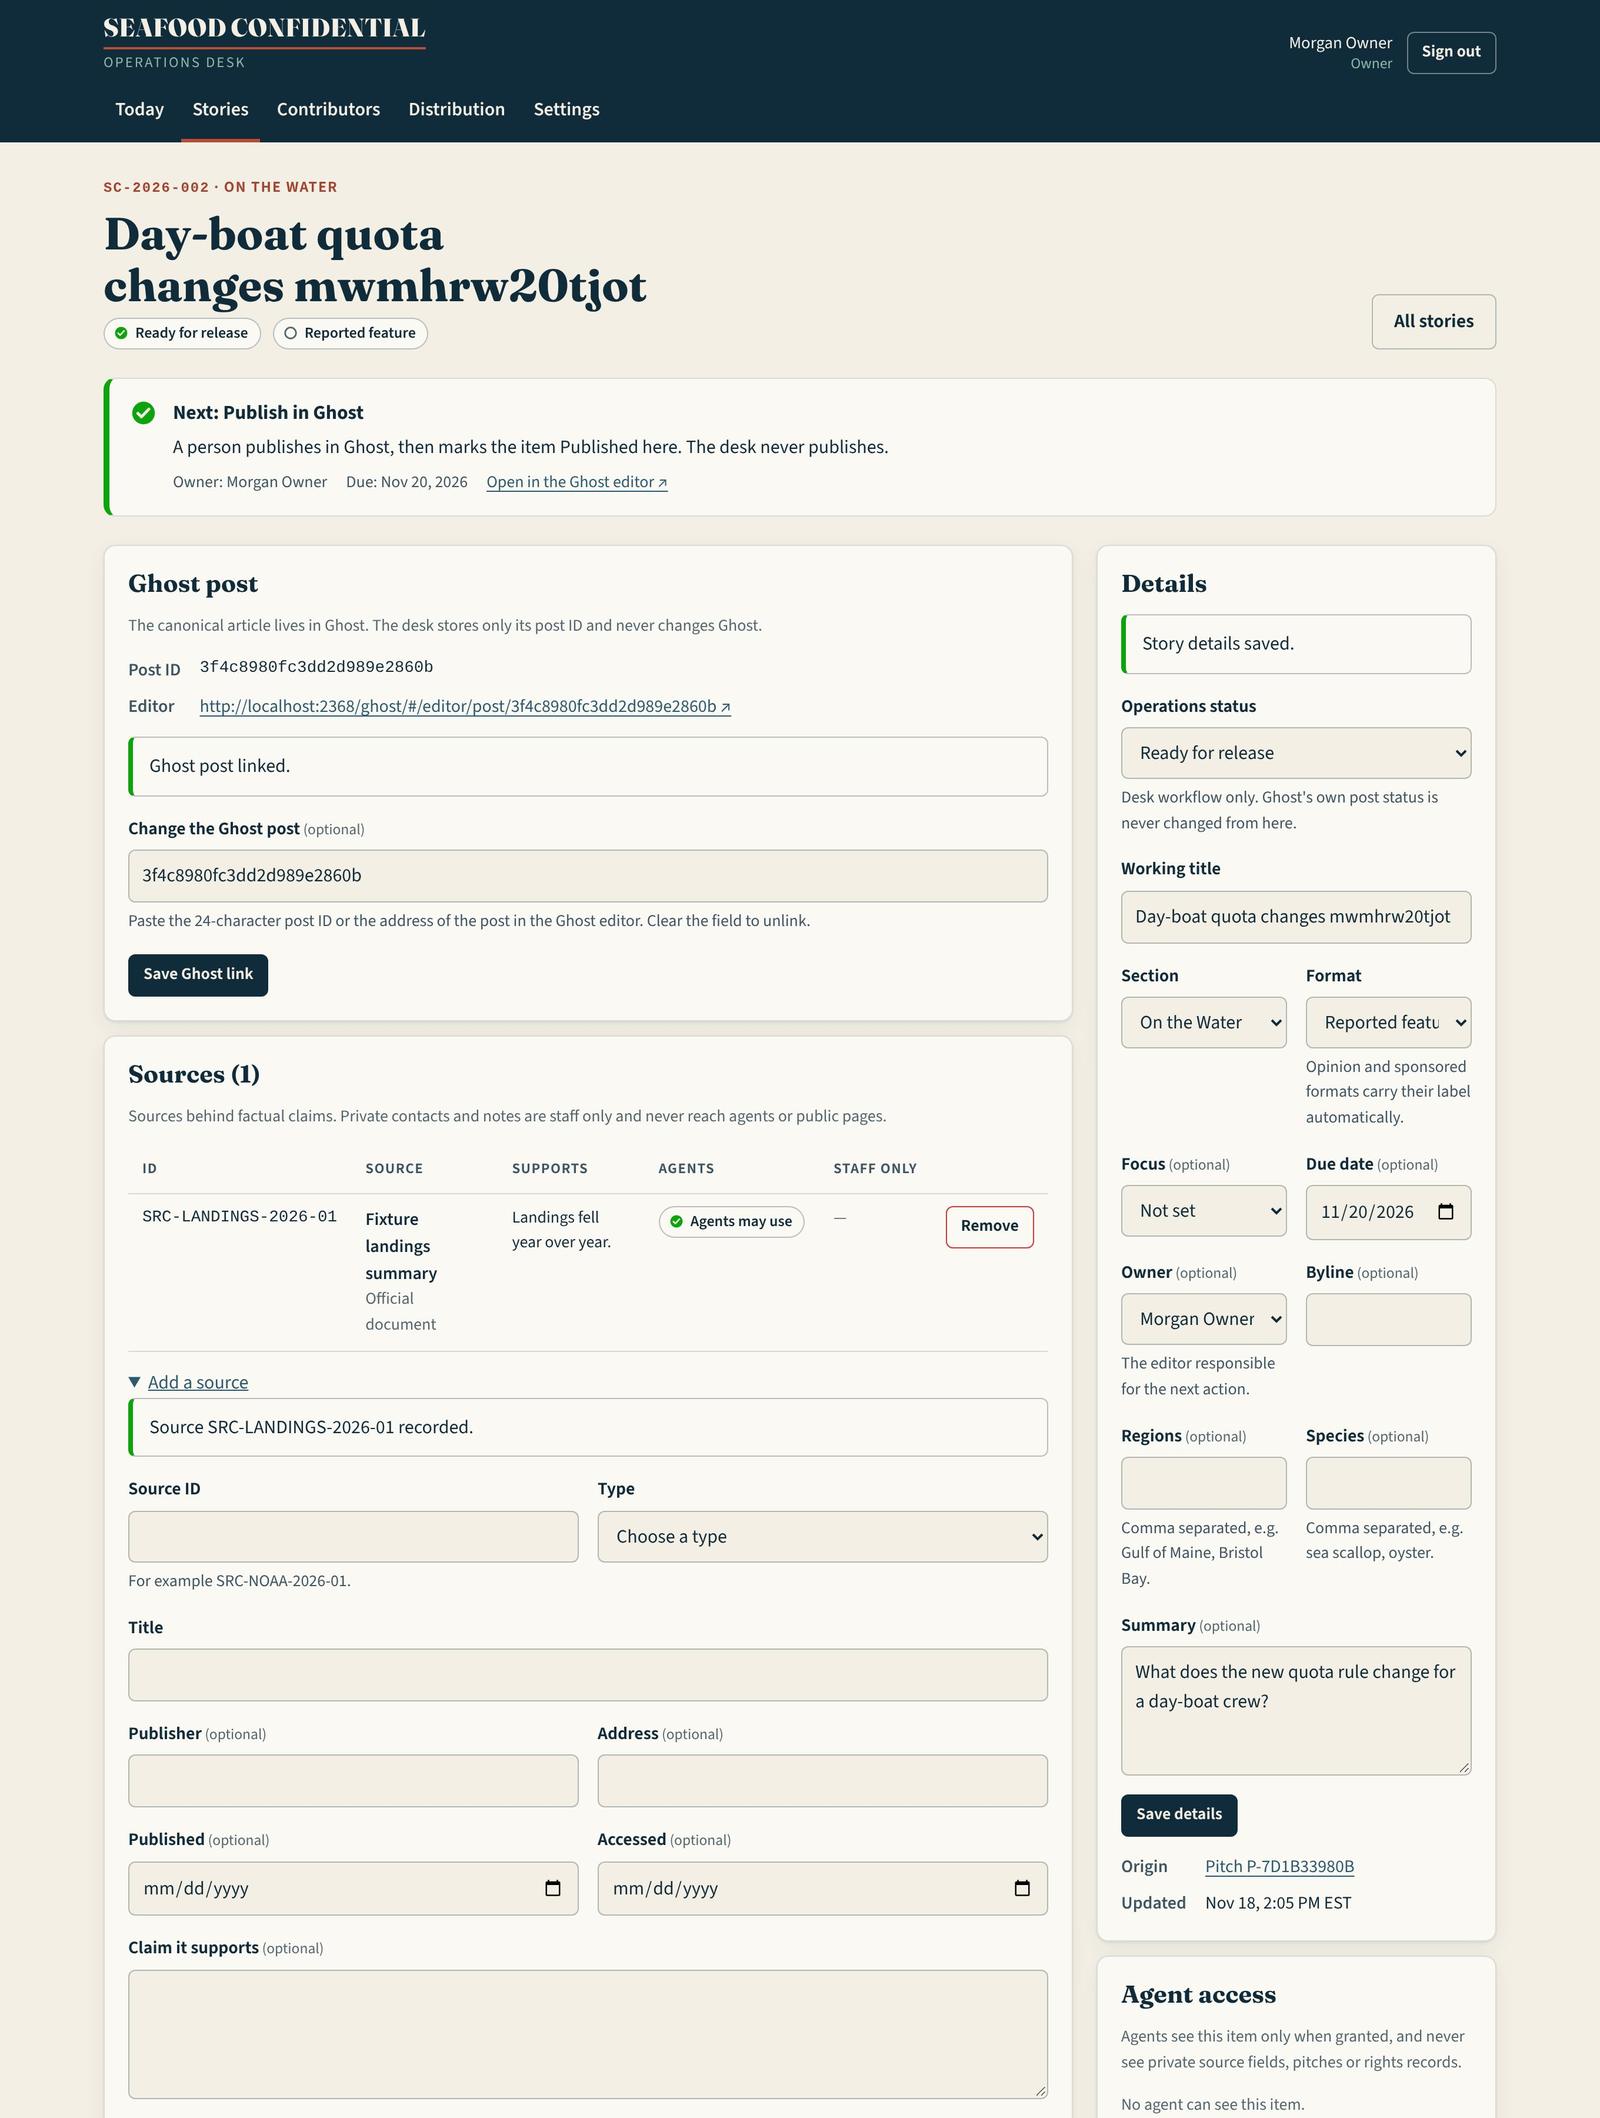 SEAFOOD CONFIDENTIAL
OPERATIONS DESK
Morgan Owner
Owner
Sign out
Today
Stories
Contributors
Distribution
Settings
SC-2026-002 · ON THE WATER
Day-boat quota
changes mwmhrw20tjot
Ready for release
Reported feature
All stories
Next: Publish in Ghost
A person publishes in Ghost, then marks the item Published here. The desk never publishes.
Owner: Morgan Owner
Due: Nov 20, 2026
Open in the Ghost editor ↗
Ghost post
The canonical article lives in Ghost. The desk stores only its post ID and never changes Ghost.
Post ID
3f4c8980fc3dd2d989e2860b
Editor
http://localhost:2368/ghost/#/editor/post/3f4c8980fc3dd2d989e2860b ↗
Ghost post linked.
Change the Ghost post (optional)
3f4c8980fc3dd2d989e2860b
Paste the 24-character post ID or the address of the post in the Ghost editor. Clear the field to unlink.
Save Ghost link
Sources (1)
Sources behind factual claims. Private contacts and notes are staff only and never reach agents or public pages.
ID
SOURCE
SUPPORTS
AGENTS
STAFF ONLY
SRC-LANDINGS-2026-01
Fixture
landings
summary
Official
document
Landings fell
year over year.
Agents may use
—
Remove
Add a source
Source SRC-LANDINGS-2026-01 recorded.
Source ID
Type
Choose a type
For example SRC-NOAA-2026-01.
Title
Publisher (optional)
Address (optional)
Published (optional)
Accessed (optional)
mm/dd/yyyy
mm/dd/yyyy
Claim it supports (optional)
Details
Story details saved.
Operations status
Ready for release
Desk workflow only. Ghost's own post status is
never changed from here.
Working title
Day-boat quota changes mwmhrw20tjot
Section
Format
On the Water
Reported featu
Opinion and sponsored
formats carry their label
automatically.
Focus (optional)
Due date (optional)
Not set
11/20/2026
Owner (optional)
Byline (optional)
Morgan Owner
The editor responsible
for the next action.
Regions (optional)
Species (optional)
Comma separated, e.g.
Gulf of Maine, Bristol
Bay.
Comma separated, e.g.
sea scallop, oyster.
Summary (optional)
What does the new quota rule change for
a day-boat crew?
Save details
Origin
Pitch P-7D1B33980B
Updated
Nov 18, 2:05 PM EST
Agent access
Agents see this item only when granted, and never
see private source fields, pitches or rights records.
No agent can see this item.